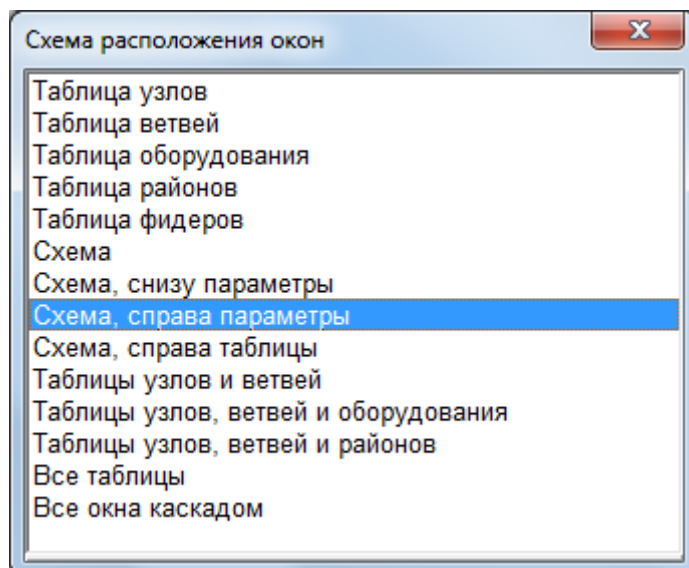 Схема расположения окон
Таблица узлов
Таблица ветвей
Таблица оборудования
Таблица районов
Таблица фидеров
Схема
Схема, снизу параметры
Схема, справа параметры
Схема, справа таблицы
Таблицы узлов и ветвей
Таблицы узлов, ветвей и оборудования
Таблицы узлов, ветвей и районов
Все таблицы
Все окна каскадом